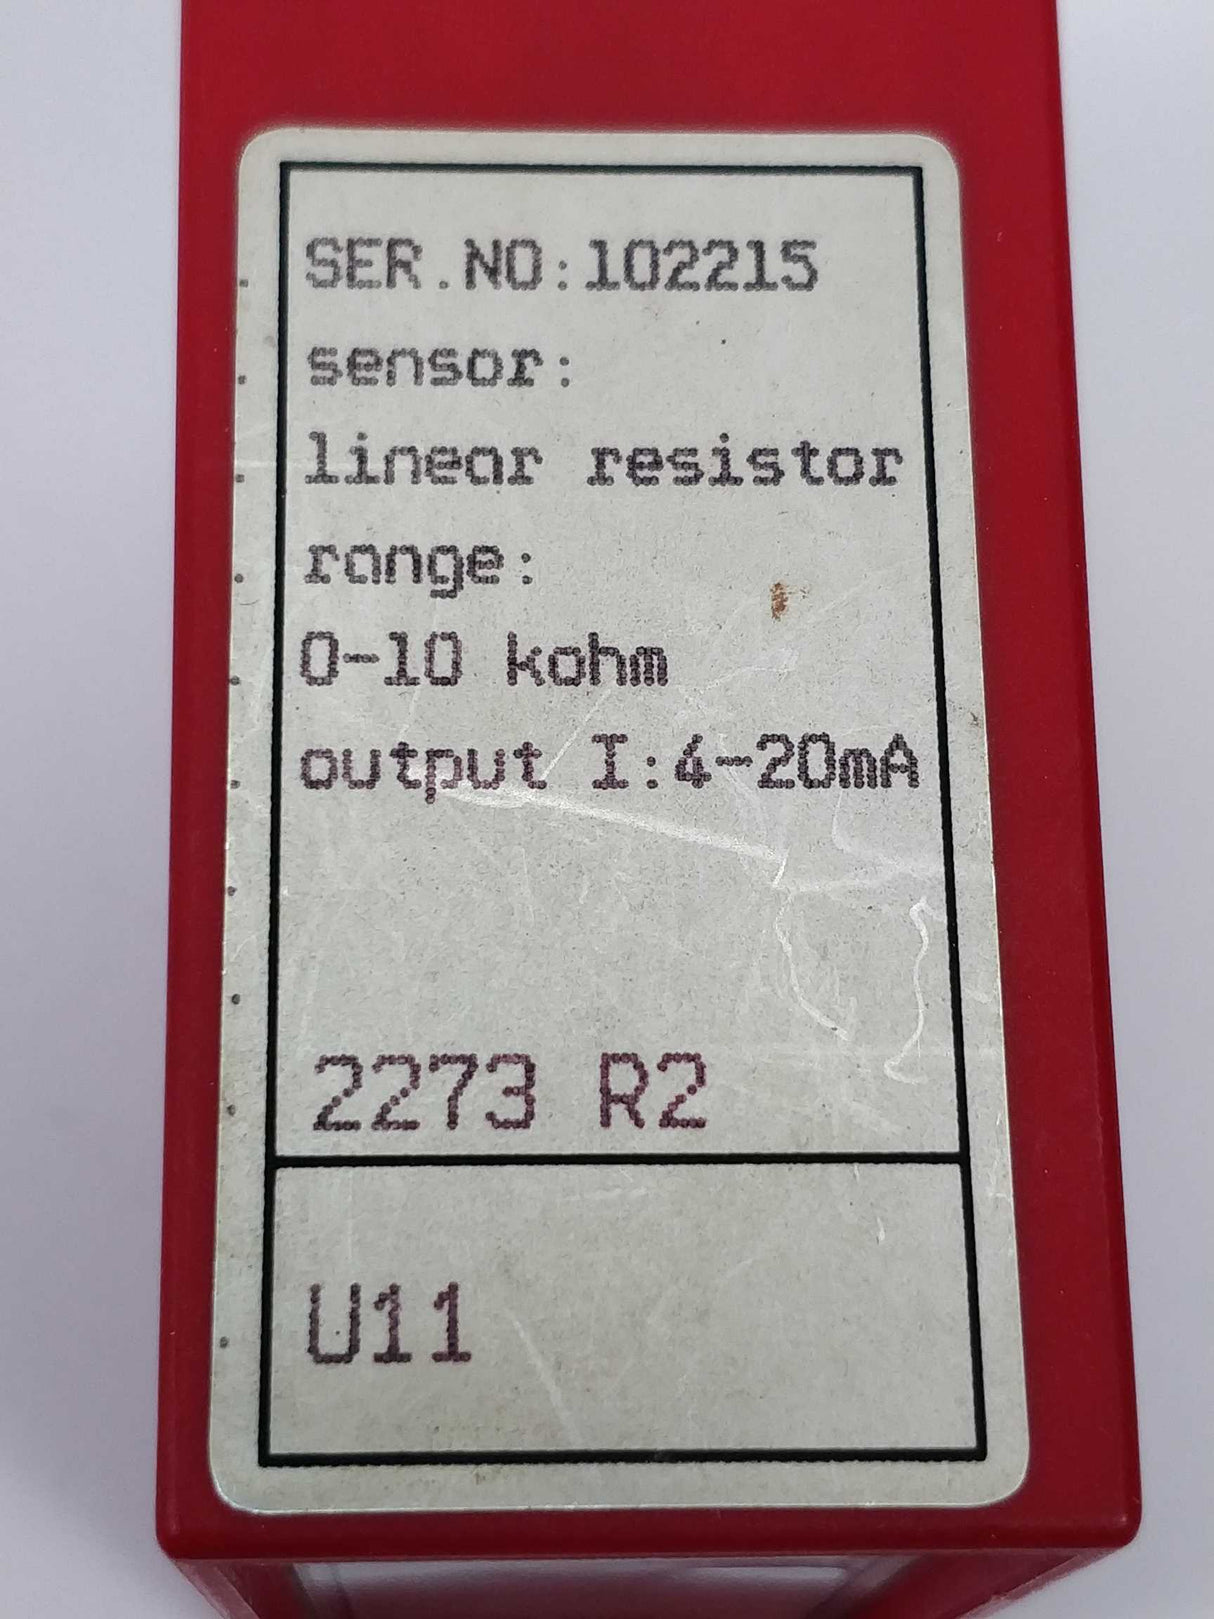 SER.NO:102215
sensor:
linear resistor
range:
0-10 kohm
output I:4-20mA
2273 R2
U11